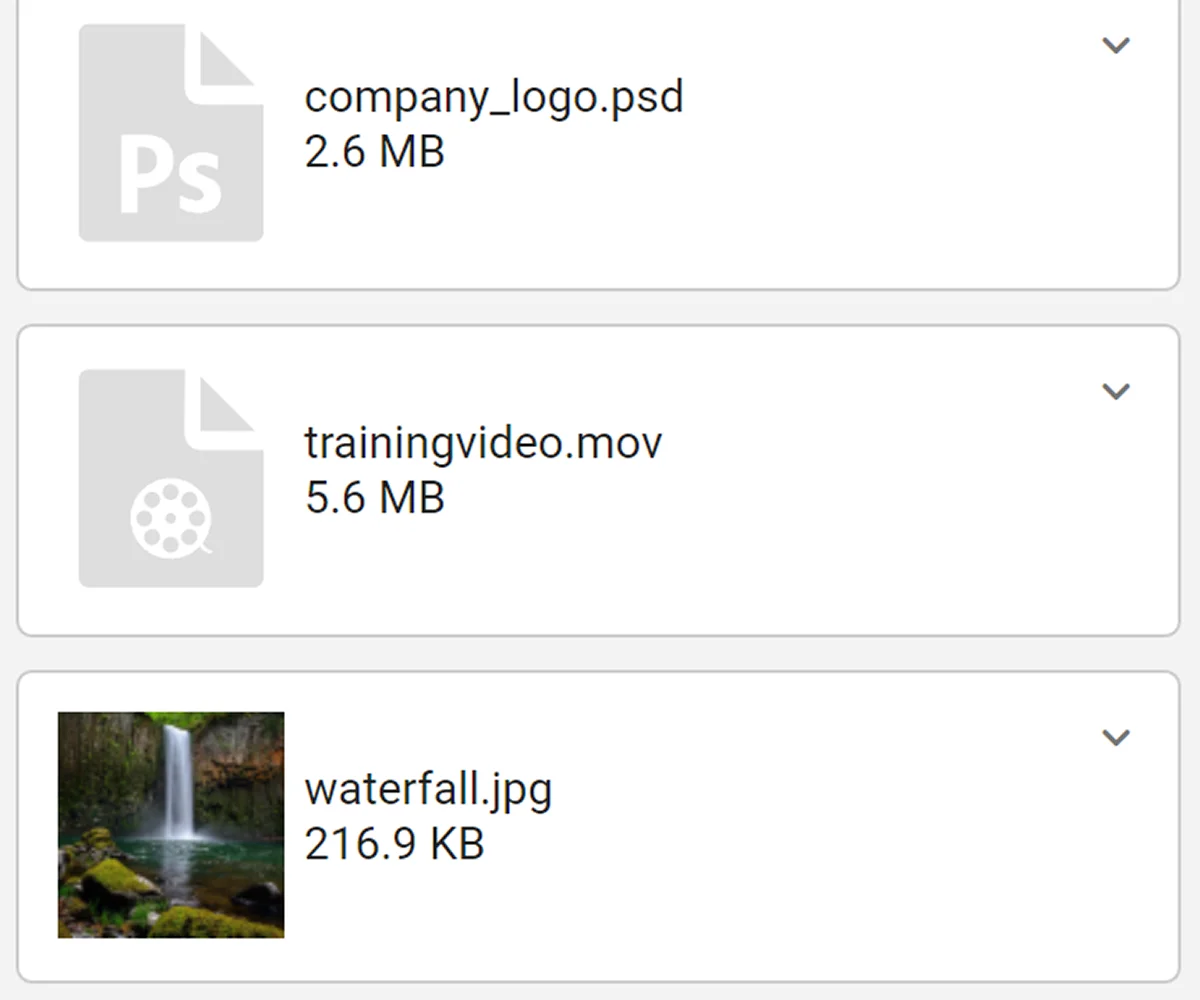 Ps
company_logo.psd
2.6 MB
trainingvideo.mov
5.6 MB
waterfall.jpg
216.9 KB